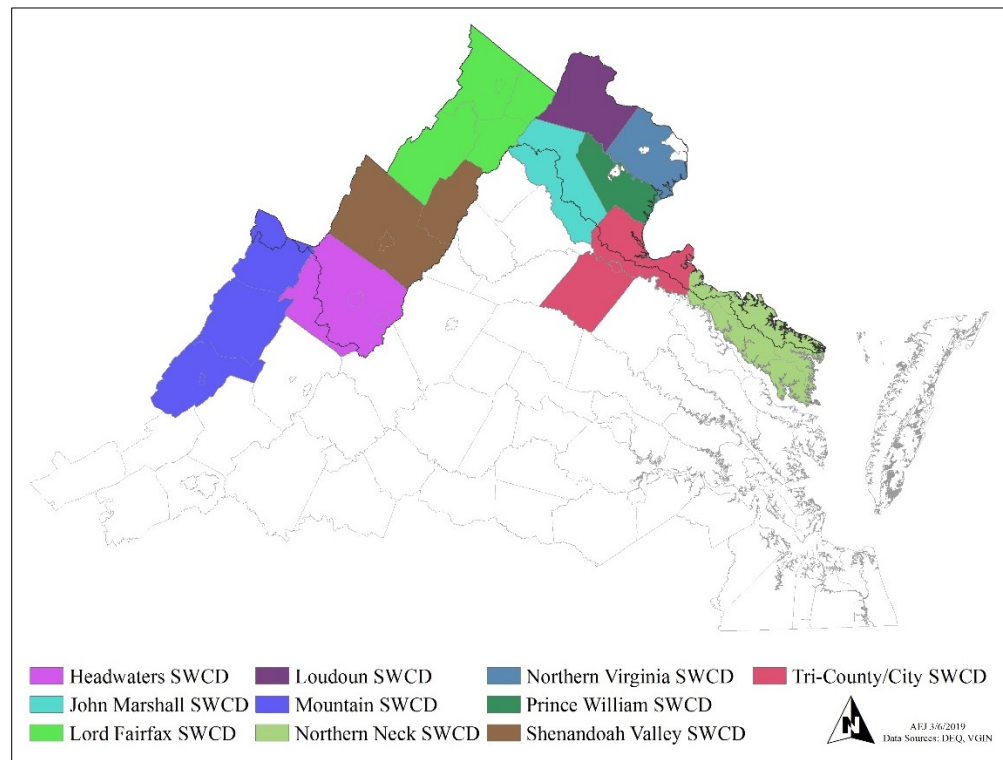 Headwaters SWCD
Loudoun SWCD
Northern Virginia SWCD
Tri-County/City SWCD
John Marshall SWCD
Mountain SWCD
Prince William SWCD
Lord Fairfax SWCD
Northern Neck SWCD
Shenandoah Valley SWCD
N
AEJ 3/6/2019
Data Sources: DEQ, VGIN